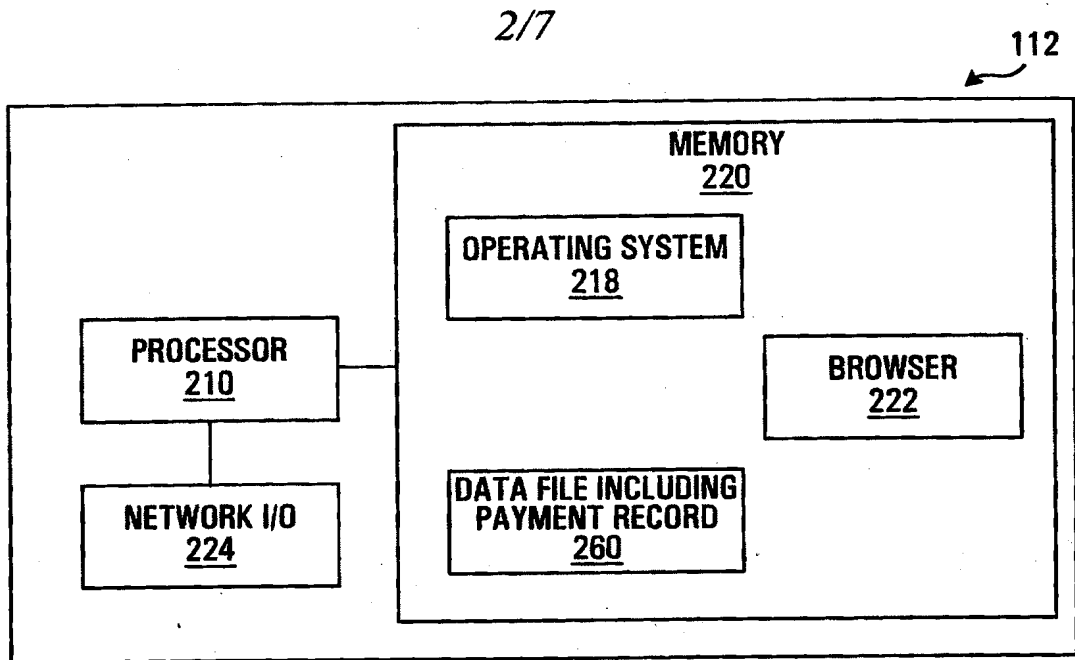 2/7
112
MEMORY
220
OPERATING SYSTEM
218
PROCESSOR
210
BROWSER
222
NETWORK I/O
224
DATA FILE INCLUDING
PAYMENT RECORD
260